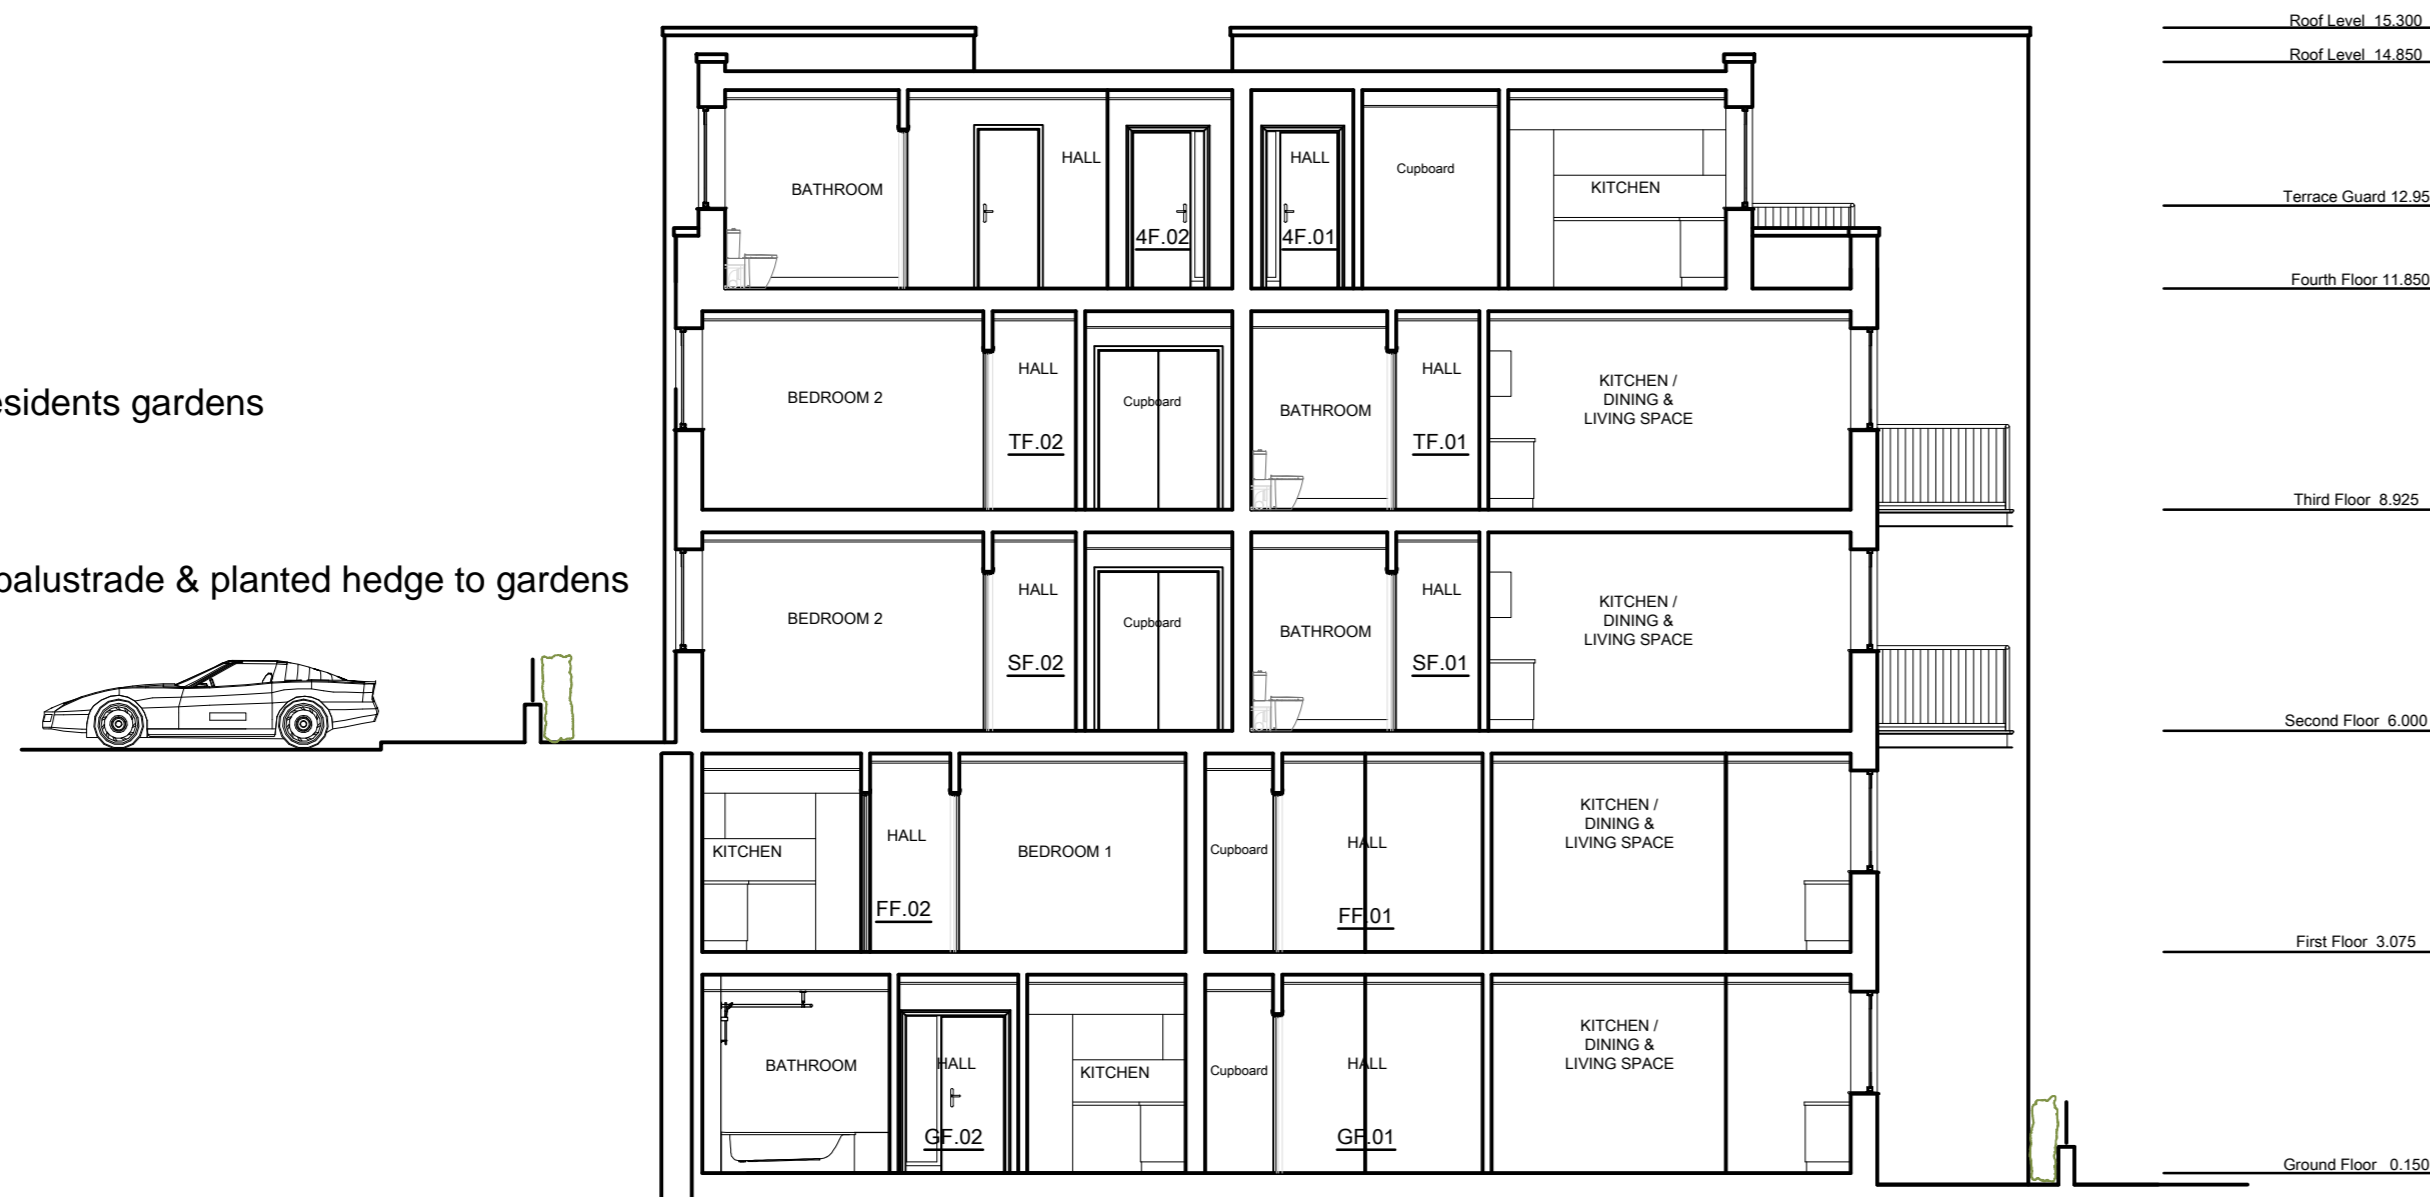 Roof Level 15.300
Roof Level 14.850
HALL
HALL
Cupboard
BATHROOM
KITCHEN
Terrace Guard 12.95
4F.02
4F.01
Fourth Floor 11.850
HALL
HALL
KITCHEN /
DINING &
LIVING SPACE
BEDROOM 2
Cupboard
BATHROOM
esidents gardens
TF.02
TF.01
Third Floor 8.925
balustrade & planted hedge to gardens
HALL
HALL
KITCHEN /
DINING &
LIVING SPACE
BEDROOM 2
Cupboard
BATHROOM
SF.02
SF.01
Second Floor 6.000
KITCHEN /
DINING &
LIVING SPACE
HALL
KITCHEN
BEDROOM 1
Cupboard
HALL
FF.02
FF.01
First Floor 3.075
KITCHEN /
DINING &
LIVING SPACE
BATHROOM
HALL
KITCHEN
Cupboard
HALL
GF.02
GF.01
Ground Floor 0.150